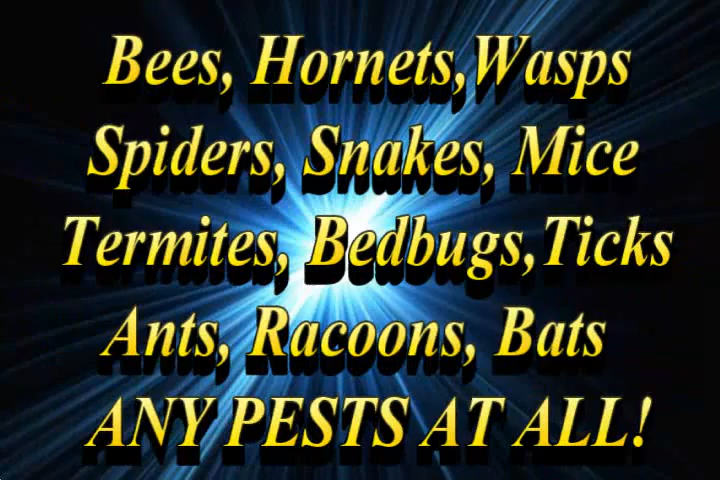 Bees, Hornets,Wasps
Spiders, Snakes, Mice
Termites, Bedbugs,Ticks
Ants, Racoons, Bats
ANY PESTS AT ALL!